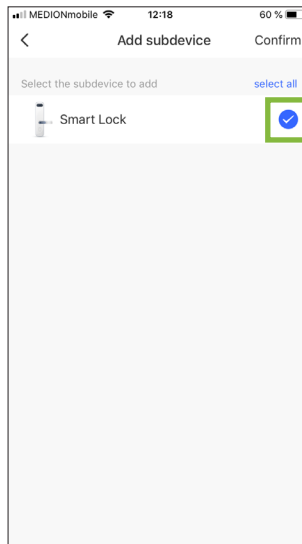 MEDIONmobile 12:18 60 %
Add subdevice Confirm
Select the subdevice to add select all
Smart Lock